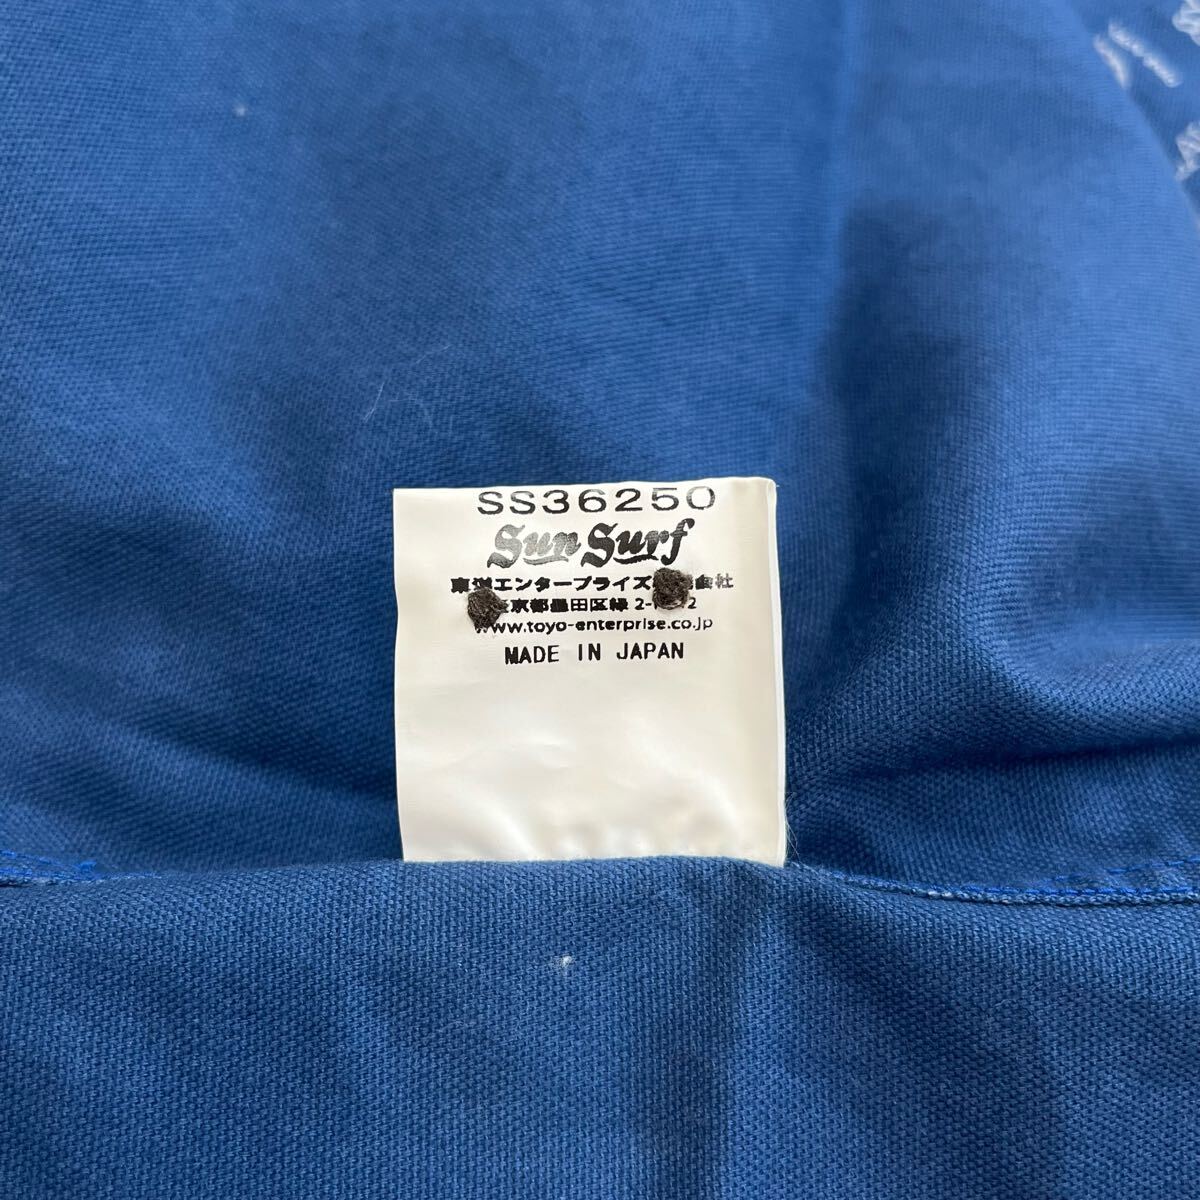 SS36250
Sun Surf
東洋エンタープライズ株式会社
東京都墨田区緑
www.toyo-enterprise.co.jp
MADE IN JAPAN